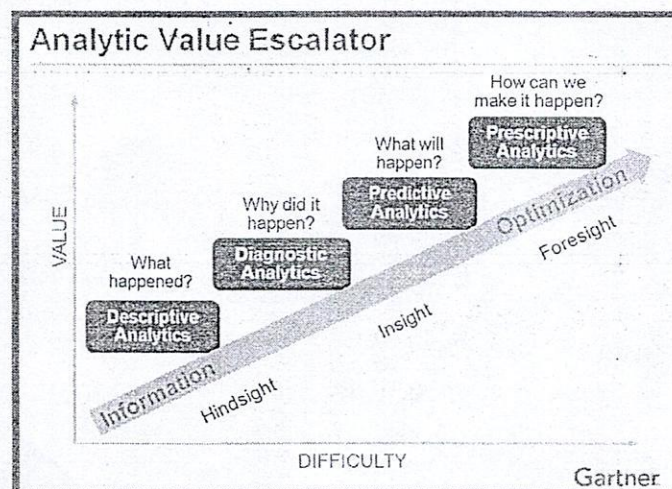 Analytic Value Escalator
How can we
make it happen?
Prescriptive
Analytics
What will
happen?
Predictive
Analytics
Why did it
happen?
Diagnostic
Analytics
What
happened?
Descriptive
Analytics
Information
Optimization
Hindsight
Insight
Foresight
VALUE
DIFFICULTY
Gartner